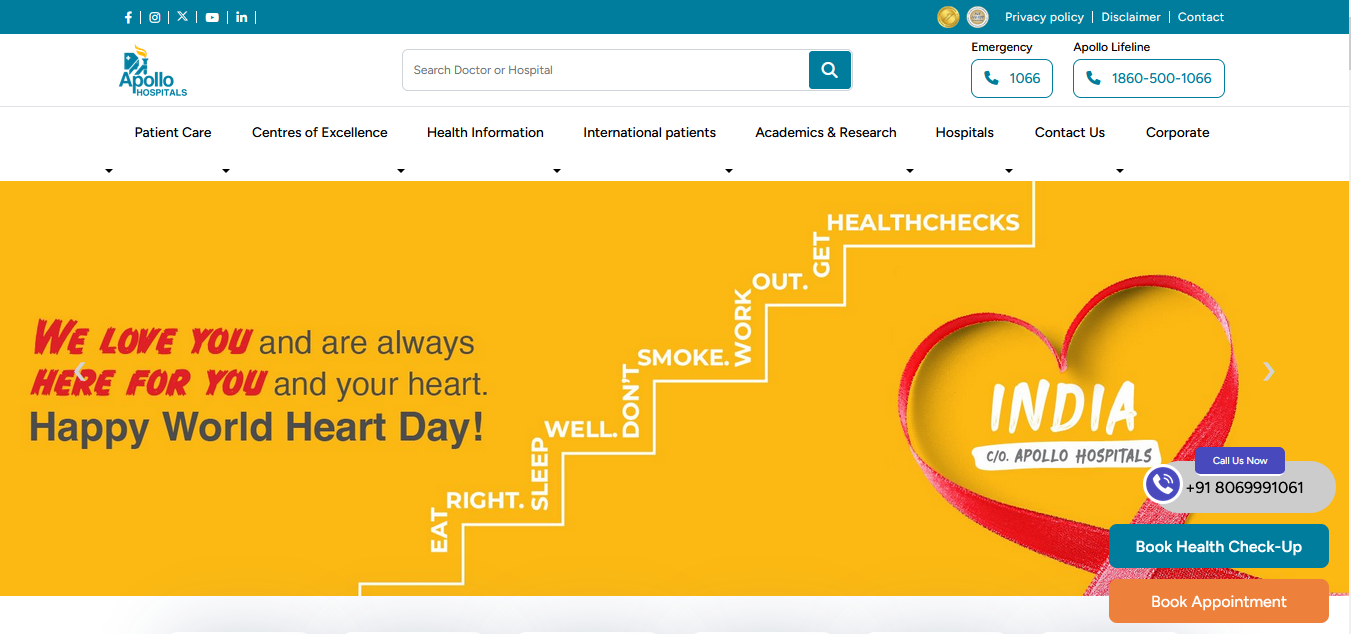 Privacy policy
Disclaimer
Contact
Apollo
HOSPITALS
Search Doctor or Hospital
Emergency
1066
Apollo Lifeline
1860-500-1066
Patient Care
Centres of Excellence
Health Information
International patients
Academics & Research
Hospitals
Contact Us
Corporate
WE LOVE YOU and are always
HERE FOR YOU and your heart.
Happy World Heart Day!
EAT
RIGHT.
SLEEP
WELL.
DON'T
SMOKE.
WORK
OUT.
GET
HEALTHCHECKS
INDIA
C/O. APOLLO HOSPITALS
Call Us Now
+91 8069991061
Book Health Check-Up
Book Appointment